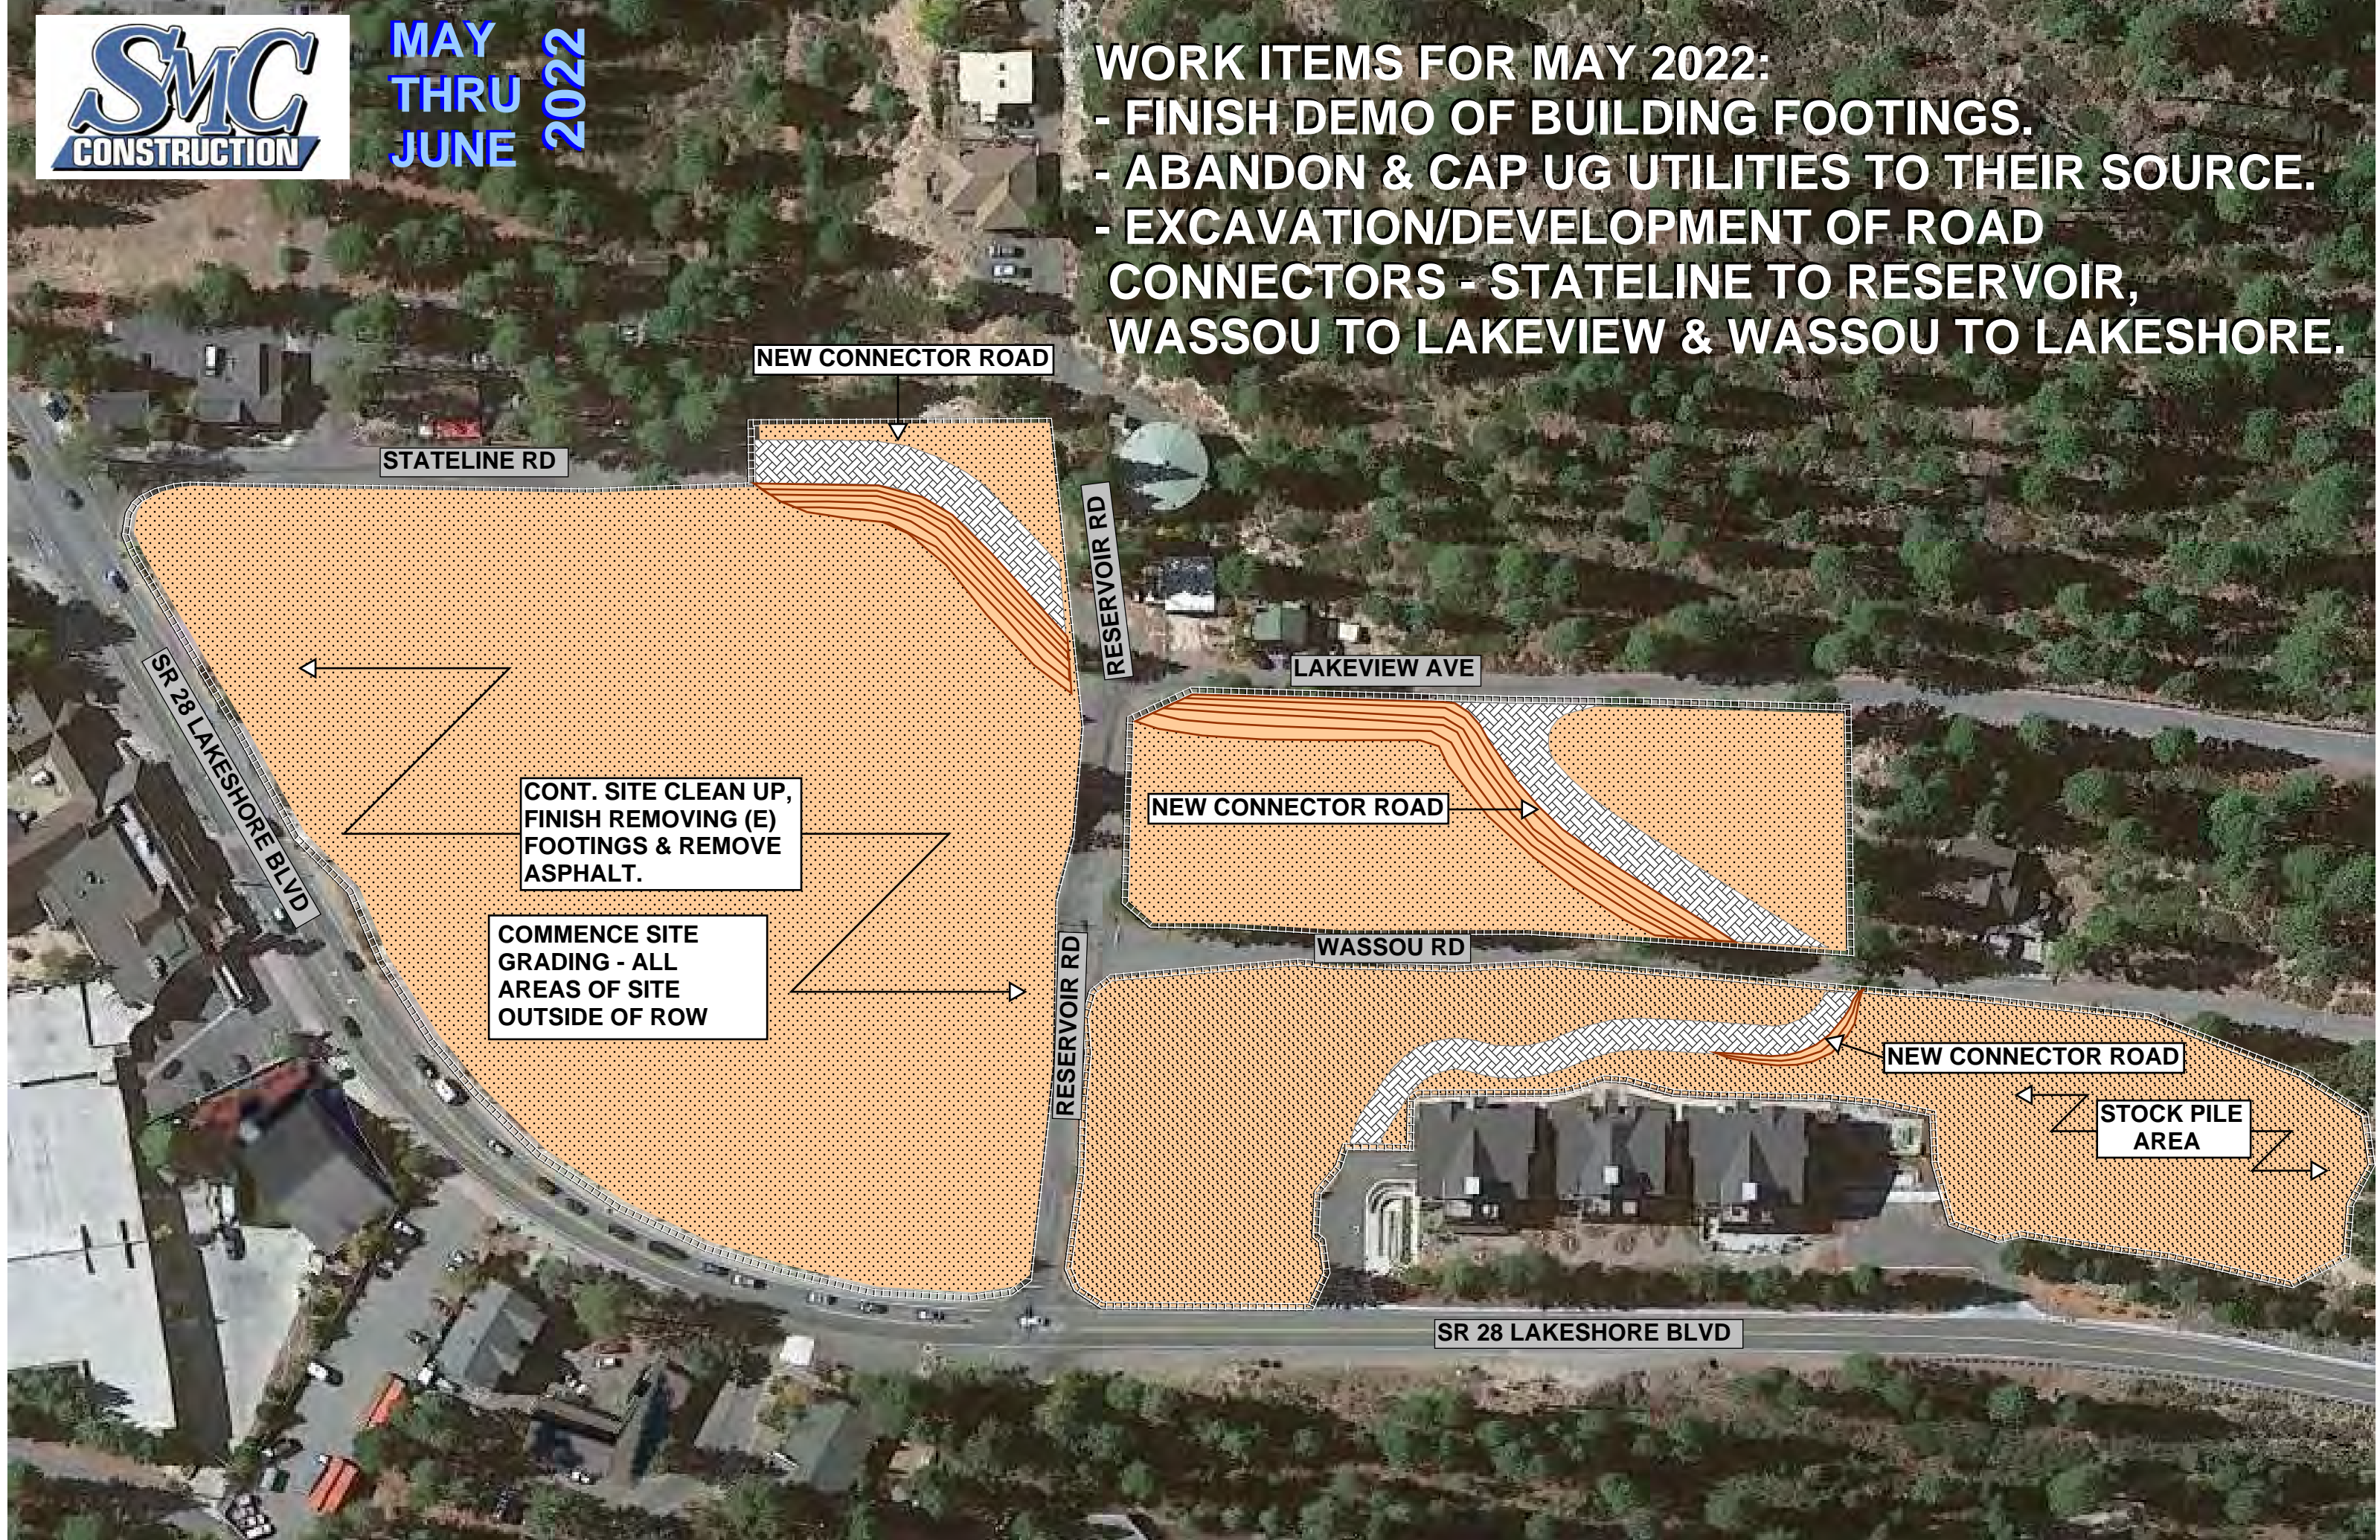 SMC
CONSTRUCTION
MAY
THRU
JUNE
2022
WORK ITEMS FOR MAY 2022:
- FINISH DEMO OF BUILDING FOOTINGS.
- ABANDON & CAP UG UTILITIES TO THEIR SOURCE.
- EXCAVATION/DEVELOPMENT OF ROAD
CONNECTORS - STATELINE TO RESERVOIR,
WASSOU TO LAKEVIEW & WASSOU TO LAKESHORE.
NEW CONNECTOR ROAD
STATELINE RD
RESERVOIR RD
LAKEVIEW AVE
SR 28 LAKESHORE BLVD
CONT. SITE CLEAN UP,
FINISH REMOVING (E)
FOOTINGS & REMOVE
ASPHALT.
NEW CONNECTOR ROAD
COMMENCE SITE
GRADING - ALL
AREAS OF SITE
OUTSIDE OF ROW
WASSOU RD
RESERVOIR RD
NEW CONNECTOR ROAD
STOCK PILE
AREA
SR 28 LAKESHORE BLVD